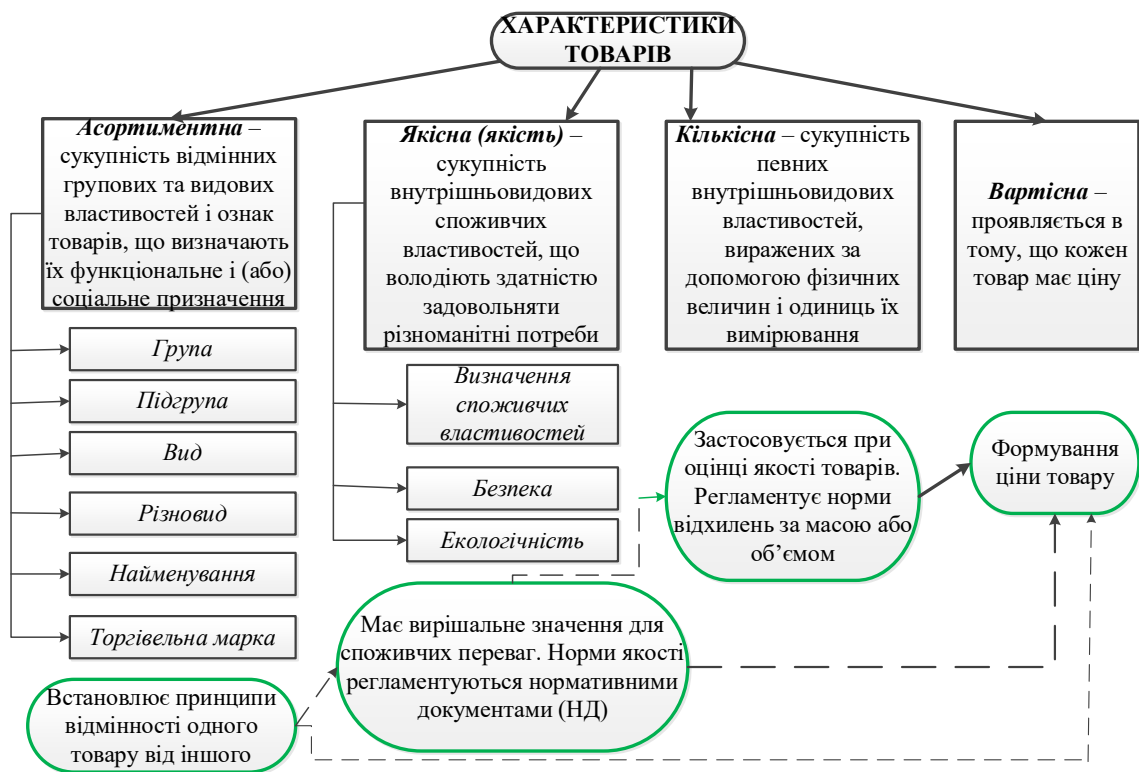 ХАРАКТЕРИСТИКИ
ТОВАРІВ
Асортиментна –
сукупність відмінних
групових та видових
властивостей і ознак
товарів, що визначають
їх функціональне і (або)
соціальне призначення
Група
Підгрупа
Вид
Різновид
Найменування
Торгівельна марка
Встановлює принципи
відмінності одного
товару від іншого
Якісна (якість) –
сукупність
внутрішньовидових
споживчих
властивостей, що
володіють здатністю
задовольняти
різноманітні потреби
Визначення
споживчих
властивостей
Безпека
Екологічність
Має вирішальне значення для
споживчих переваг. Норми якості
регламентуються нормативними
документами (НД)
Кількісна – сукупність
певних
внутрішньовидових
властивостей,
виражених за
допомогою фізичних
величин і одиниць їх
вимірювання
Застосовується при
оцінці якості товарів.
Регламентує норми
відхилень за масою або
об’ємом
Вартісна –
проявляється в
тому, що кожен
товар має ціну
Формування
ціни товару